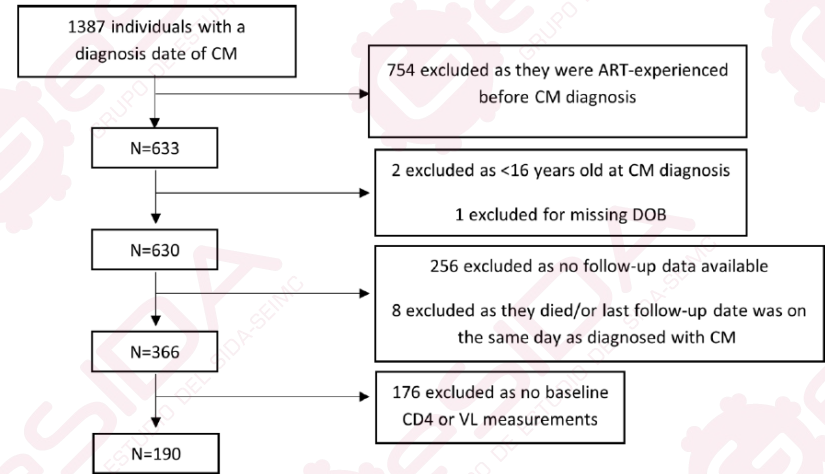 1387 individuals with a
diagnosis date of CM
754 excluded as they were ART-experienced
before CM diagnosis
N=633
2 excluded as <16 years old at CM diagnosis
1 excluded for missing DOB
N=630
256 excluded as no follow-up data available
8 excluded as they died/or last follow-up date was on
the same day as diagnosed with CM
N=366
176 excluded as no baseline
CD4 or VL measurements
N=190